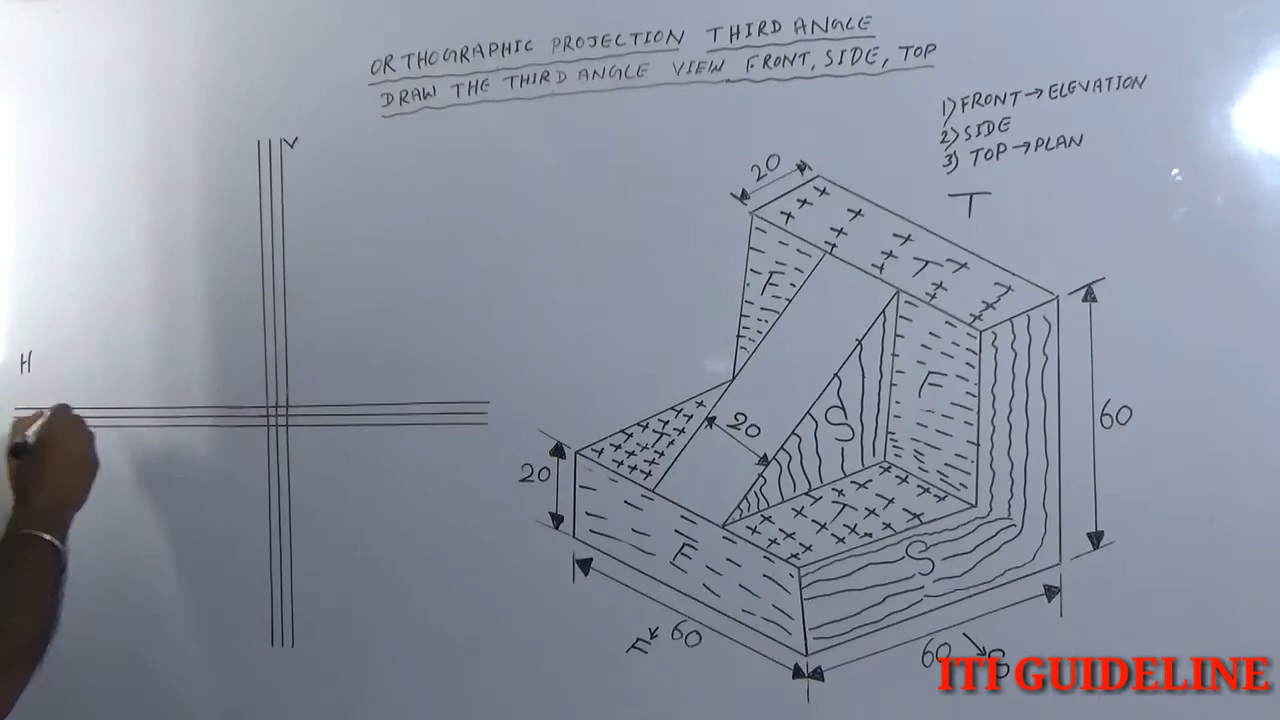 ORTHOGRAPHIC PROJECTION THIRD ANGLE
DRAW THE THIRD ANGLE VIEW FRONT, SIDE, TOP
1) FRONT → ELEVATION
2) SIDE
3) TOP → PLAN
T
V
H
20
T
F
F
60
S
20
T
T
20
F
S
F
60
60
S
ITI GUIDELINE